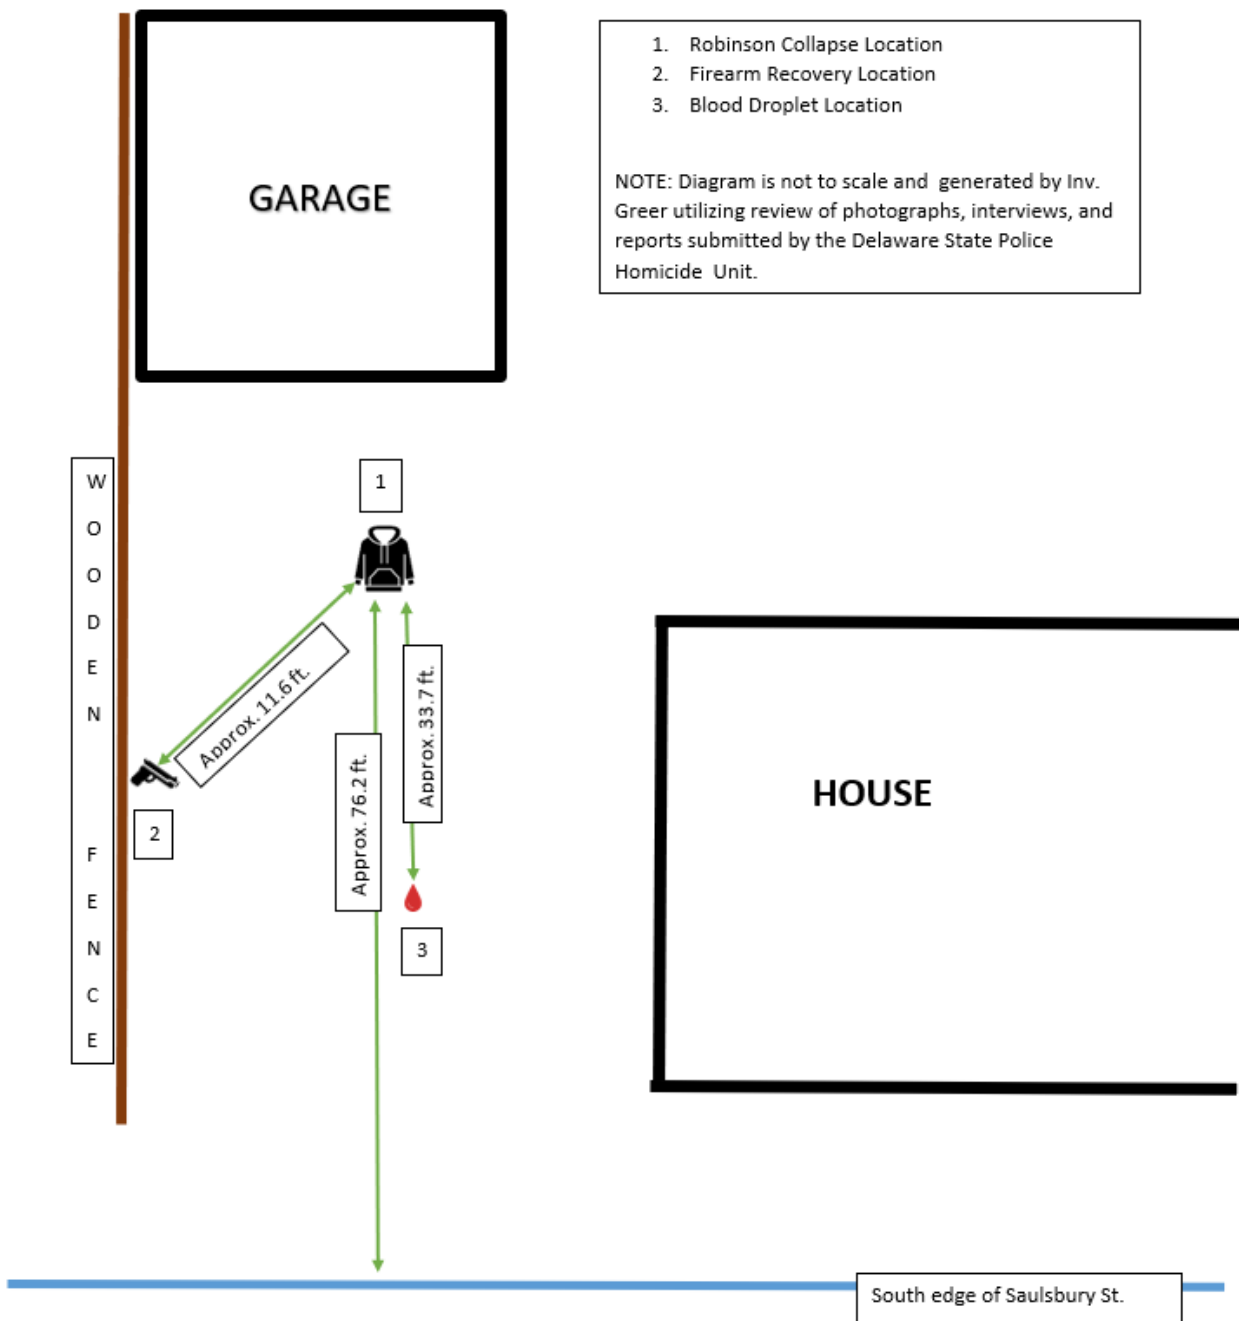 GARAGE
1. Robinson Collapse Location
2. Firearm Recovery Location
3. Blood Droplet Location
NOTE: Diagram is not to scale and generated by Inv.
Greer utilizing review of photographs, interviews, and
reports submitted by the Delaware State Police
Homicide Unit.
WOODEN FENCE
1
Approx. 11.6 ft.
Approx. 33.7 ft.
Approx. 76.2 ft.
HOUSE
2
3
South edge of Saulsbury St.